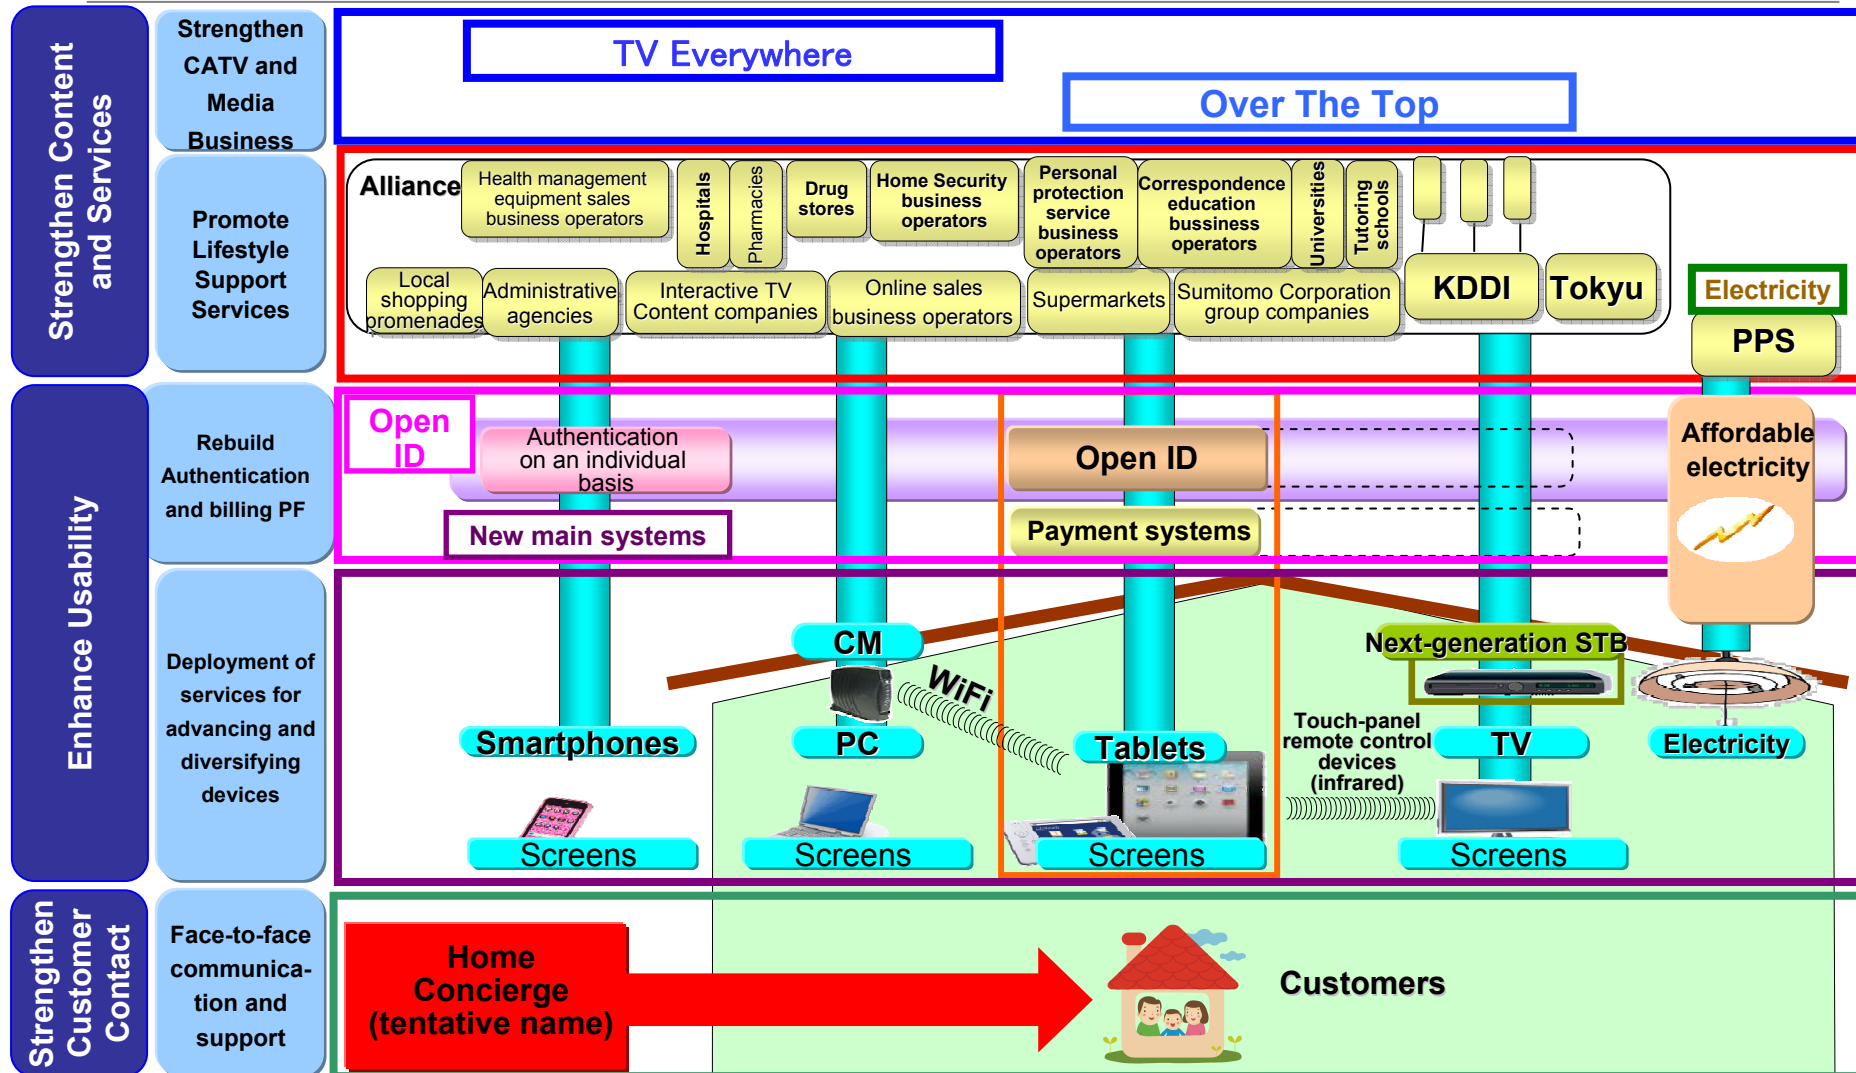 Strengthen Content
and Services
Strengthen
CATV and
Media
Business
TV Everywhere
Over The Top
Promote
Lifestyle
Support
Services
Alliance
Health management
equipment sales
business operators
Hospitals
Pharmacies
Drug
stores
Home Security
business
operators
Personal
protection
service
business
operators
Correspondence
education
bussiness
operators
Universities
Tutoring
schools
Local
shopping
promenades
Administrative
agencies
Interactive TV
Content companies
Online sales
business operators
Supermarkets
Sumitomo Corporation
group companies
KDDI
Tokyu
Electricity
PPS
Enhance Usability
Rebuild
Authentication
and billing PF
Open
ID
Authentication
on an individual
basis
Open ID
Affordable
electricity
New main systems
Payment systems
Deployment of
services for
advancing and
diversifying
devices
CM
WiFi
Next-generation STB
Smartphones
PC
Tablets
Touch-panel
remote control
devices
(infrared)
TV
Electricity
Screens
Screens
Screens
Screens
Strengthen
Customer
Contact
Face-to-face
communica-
tion and
support
Home
Concierge
(tentative name)
Customers